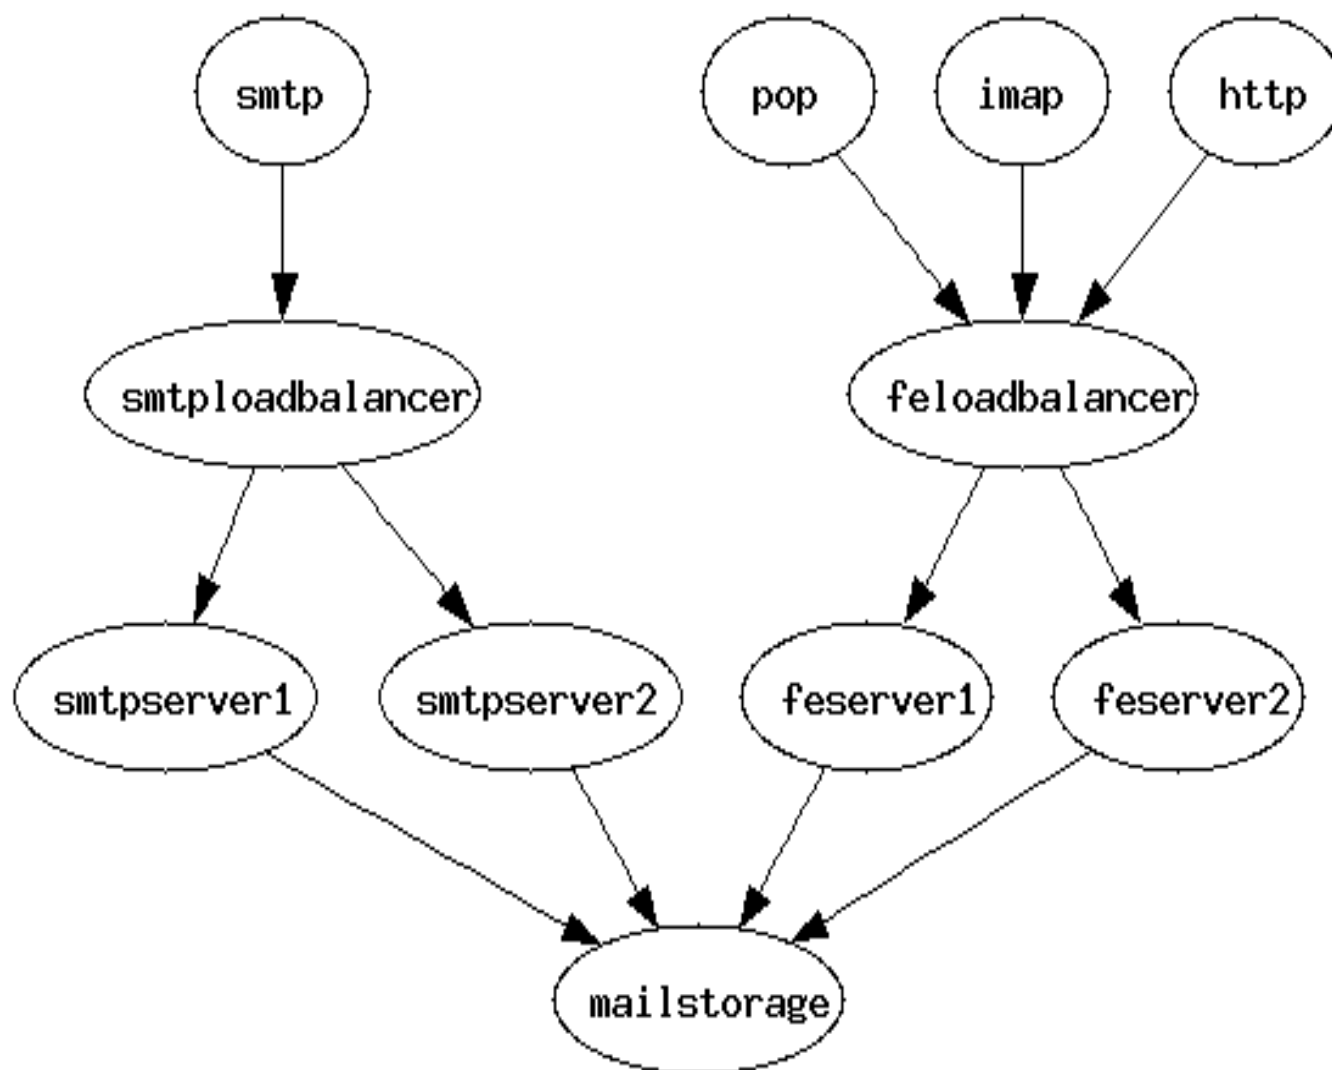 smtp
pop
imap
http
smtploadbalancer
feloadbalancer
smtpserver1
smtpserver2
feserver1
feserver2
mailstorage